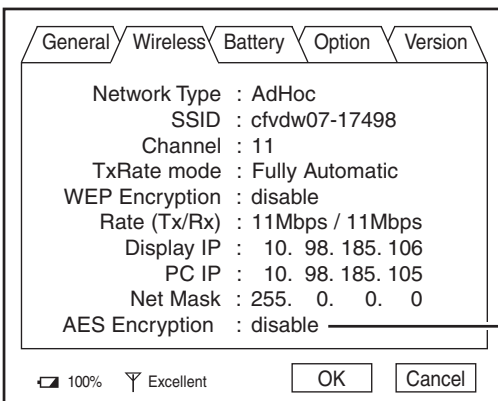 General Wireless Battery Option Version
Network Type : AdHoc
SSID : cfvdw07-17498
Channel : 11
TxRate mode : Fully Automatic
WEP Encryption : disable
Rate (Tx/Rx) : 11Mbps / 11Mbps
Display IP : 10. 98. 185. 106
PC IP : 10. 98. 185. 105
Net Mask : 255. 0. 0. 0
AES Encryption : disable
100% Excellent OK Cancel